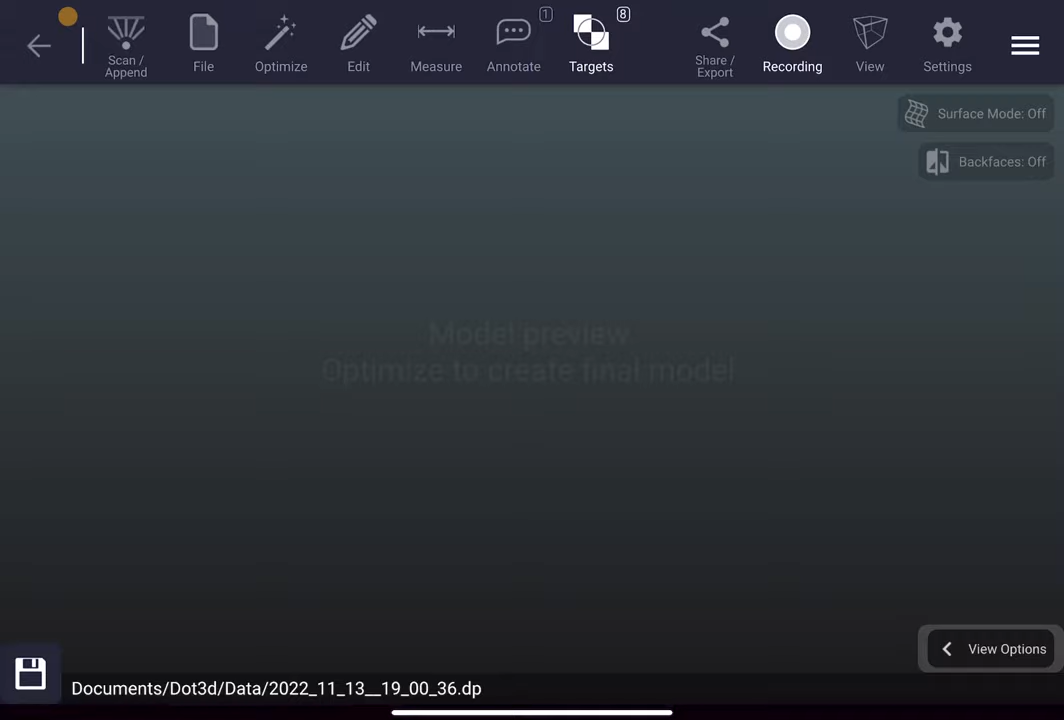 1
8
Scan /
Append
File
Optimize
Edit
Measure
Annotate
Targets
Share /
Export
Recording
View
Settings
Surface Mode: Off
Backfaces: Off
Model preview
Optimize to create final model
View Options
Documents/Dot3d/Data/2022_11_13__19_00_36.dp